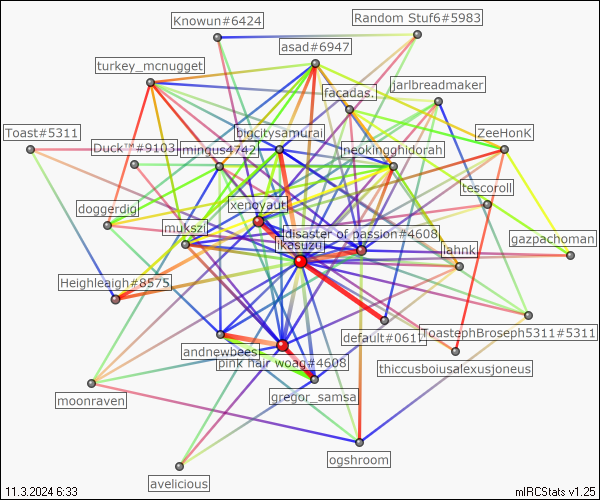 Knowun#6424
Random Stuf6#5983
asad#6947
turkey_mcnugget
facadas.
jarlbreadmaker
Toast#5311
bigcitysamurai
ZeeHonK
Duck™#9103
mingus4742
neokingghidorah
tescoroll
xenoyaut
doggerdig
mukszi
disaster of passion#4608
gazpachoman
ikasuzu
lahnk
Heighleaigh#8575
default#0617
ToastephBroseph5311#5311
andnewbees
pink hair woag#4608
thiccusboiusalexusjoneus
moonraven
gregor_samsa
ogshroom
avelicious
11.3.2024 6:33
mIRCStats v1.25